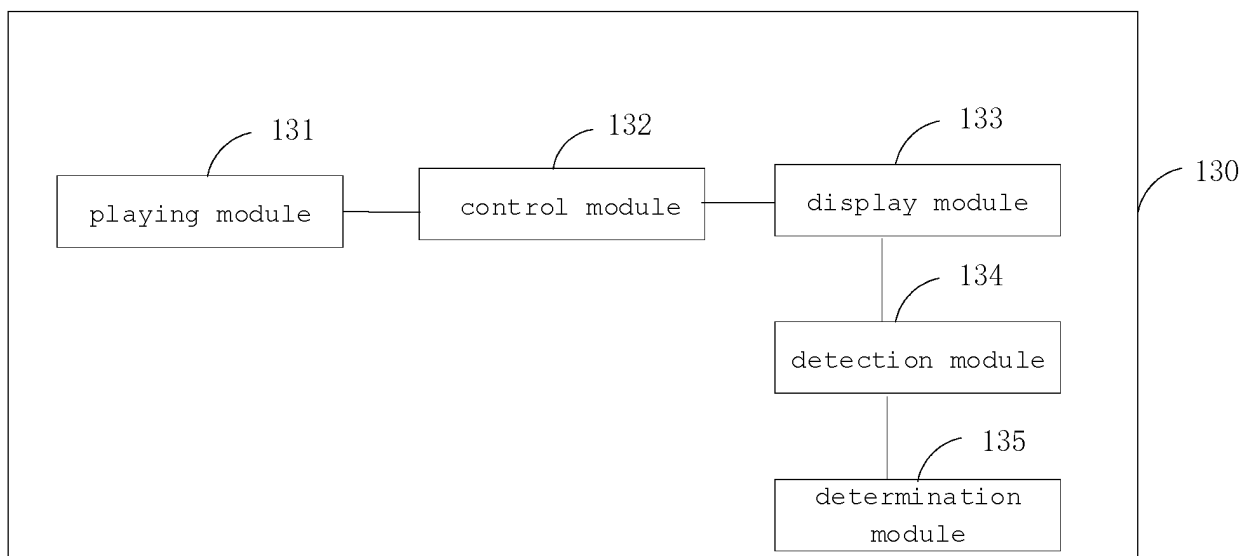 131
132
133
130
playing module
control module
display module
134
detection module
135
determination
module